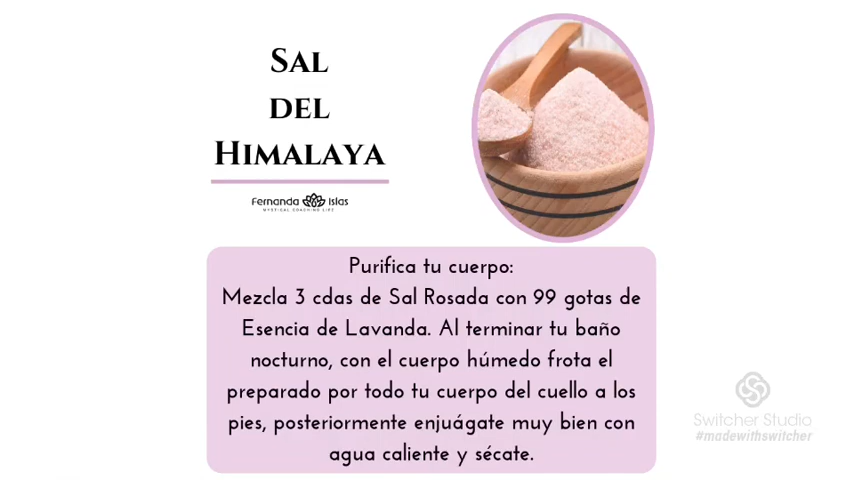 Sal
del
Himalaya
Fernanda Islas
MYSTICAL COACHING LIFE
Purifica tu cuerpo:
Mezcla 3 cdas de Sal Rosada con 99 gotas de
Esencia de Lavanda. Al terminar tu baño
nocturno, con el cuerpo húmedo frota el
preparado por todo tu cuerpo del cuello a los
pies, posteriormente enjuágate muy bien con
agua caliente y sécate.
Switcher Studio
#madewithswitcher